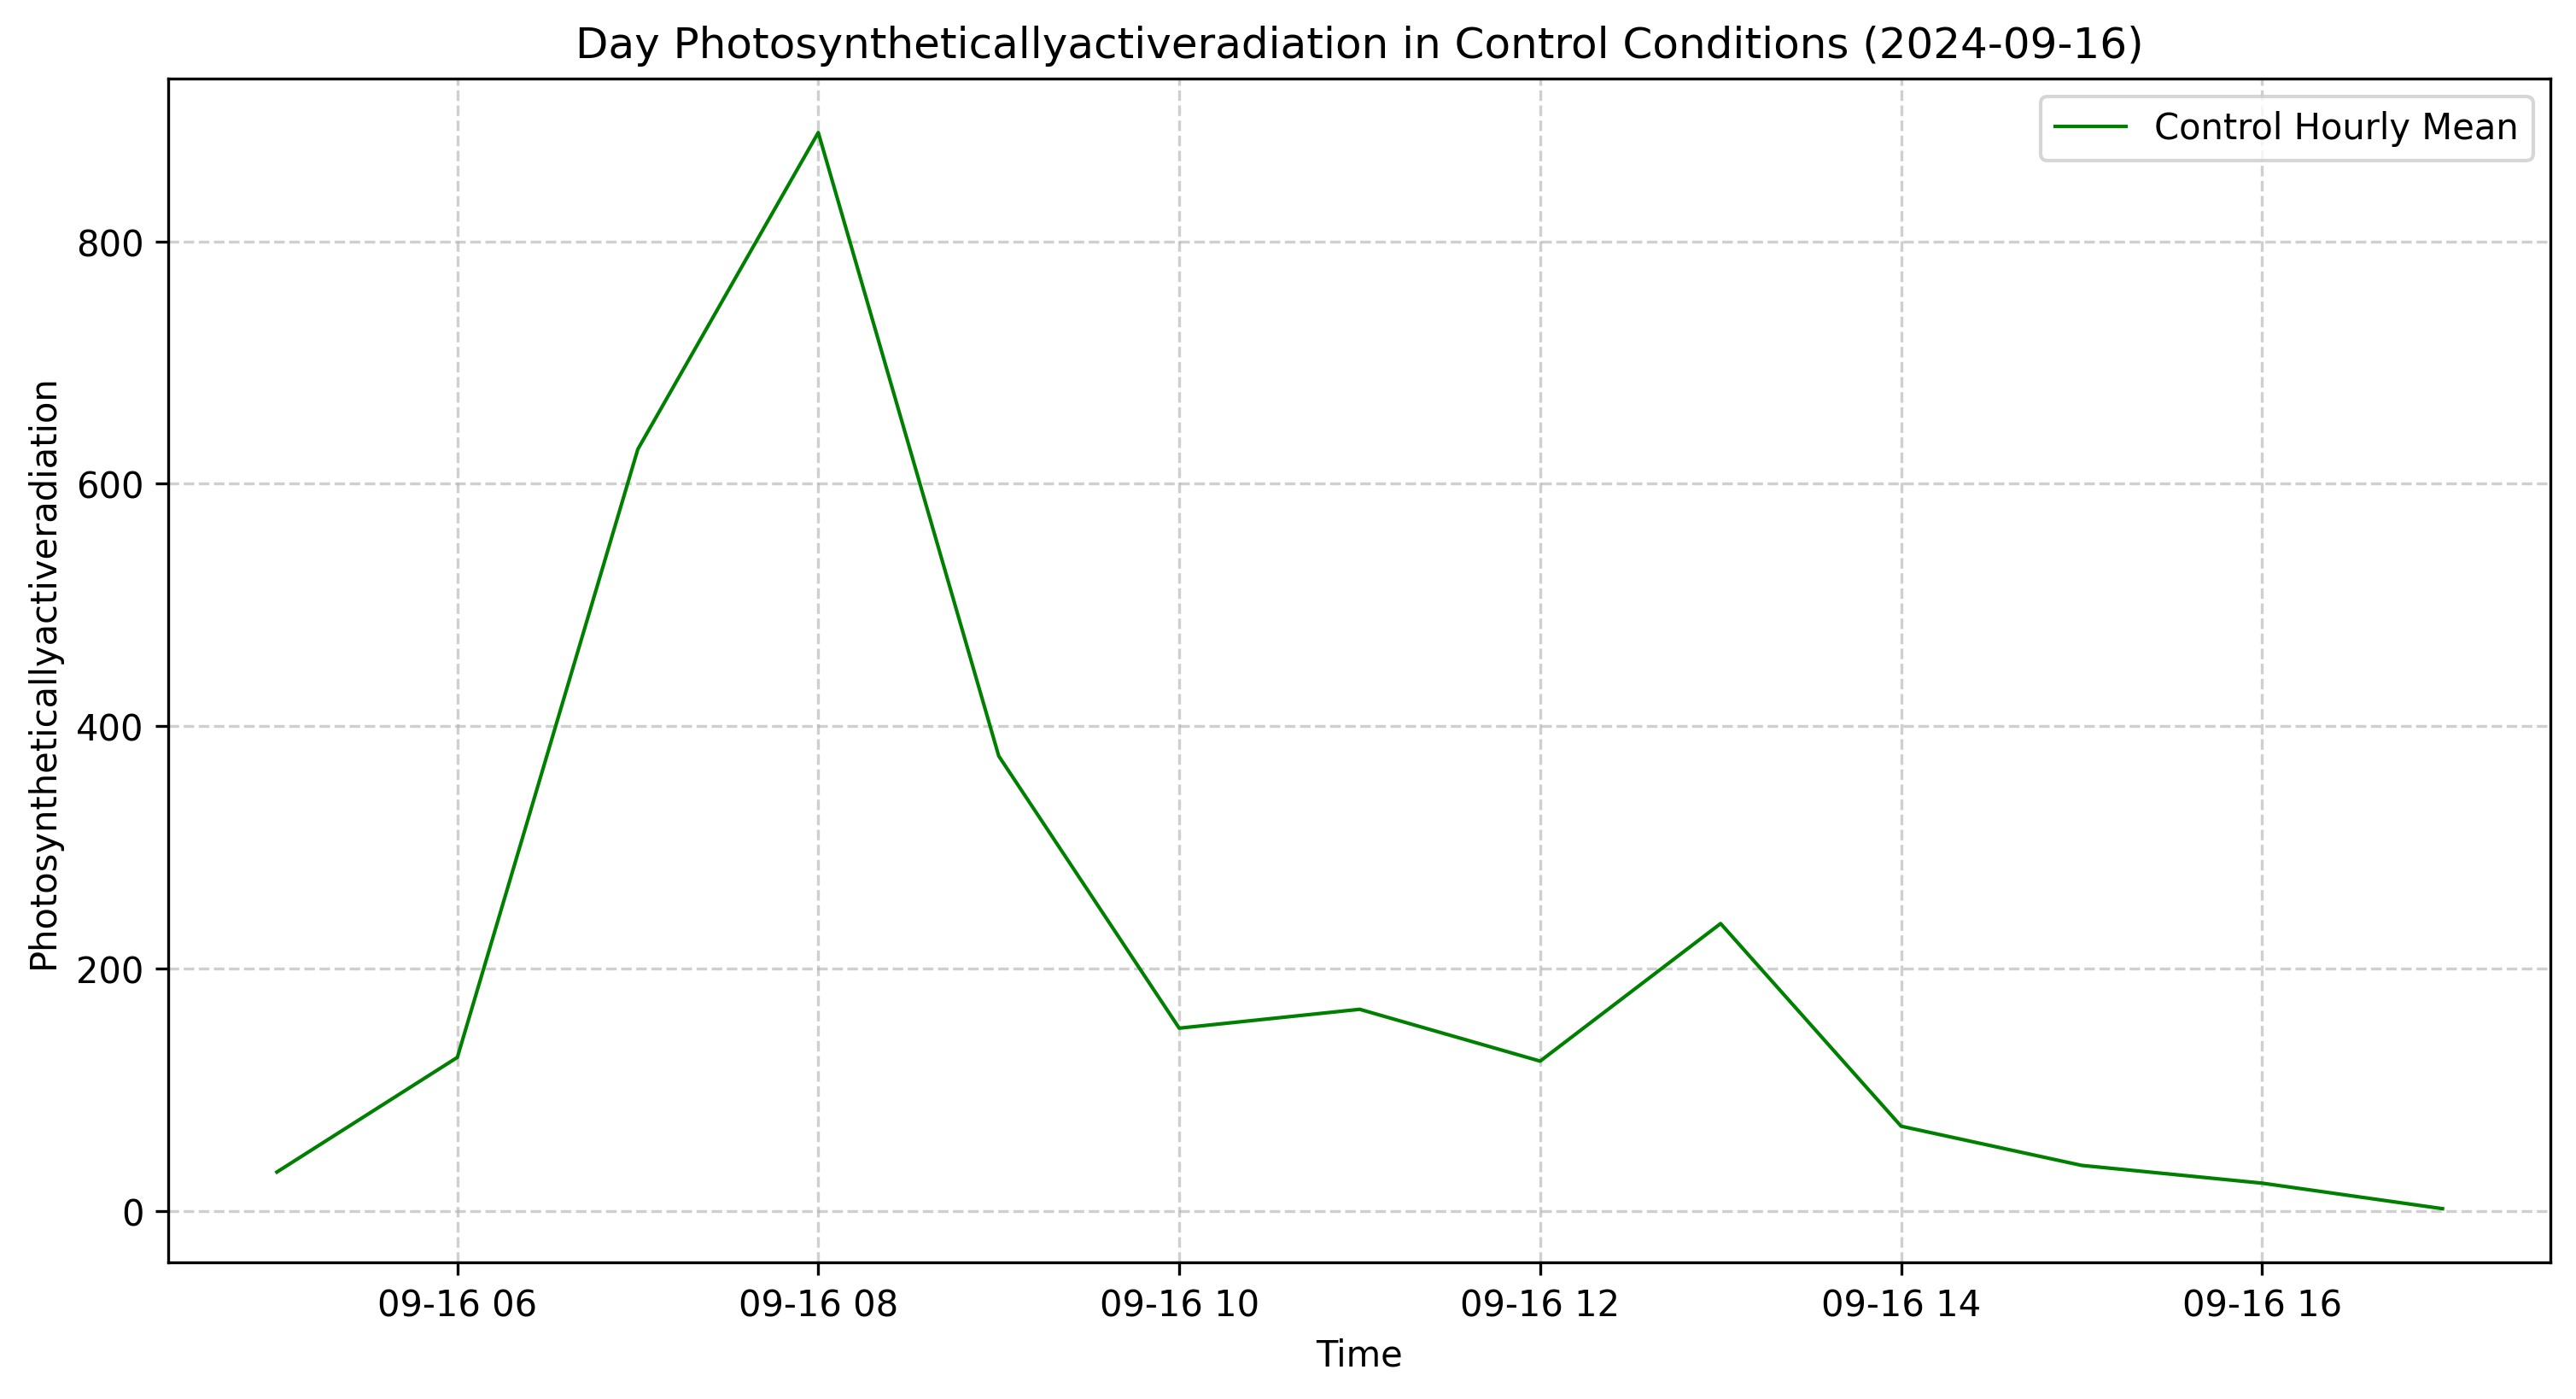 Day Photosyntheticallyactiveradiation in Control Conditions (2024-09-16)
Control Hourly Mean
Photosyntheticallyactiveradiation
800
600
400
200
0
09-16 06
09-16 08
09-16 10
09-16 12
09-16 14
09-16 16
Time